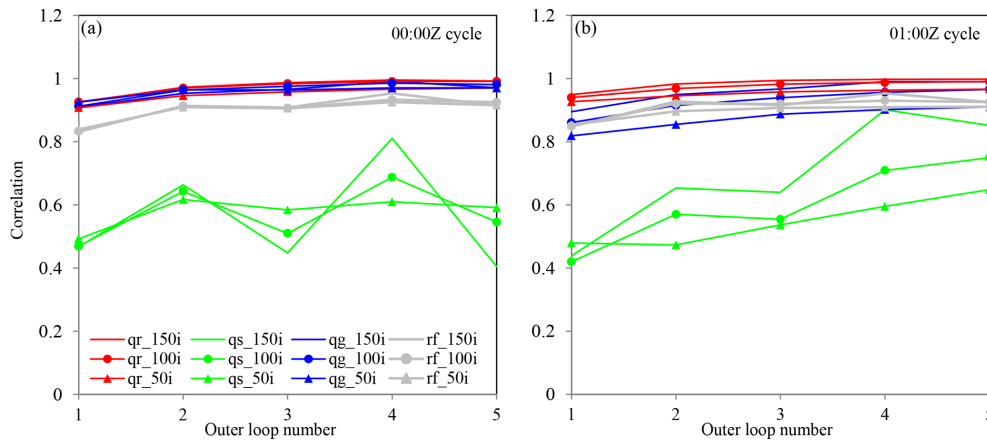 (a)
00:00Z cycle
1.2
1
0.8
0.6
0.4
0.2
0
Correlation
qr_150i qs_150i qg_150i rf_150i
qr_100i qs_100i qg_100i rf_100i
qr_50i qs_50i qg_50i rf_50i
1 2 3 4 5
Outer loop number
(b)
01:00Z cycle
1.2
1
0.8
0.6
0.4
0.2
0
1 2 3 4 5
Outer loop number